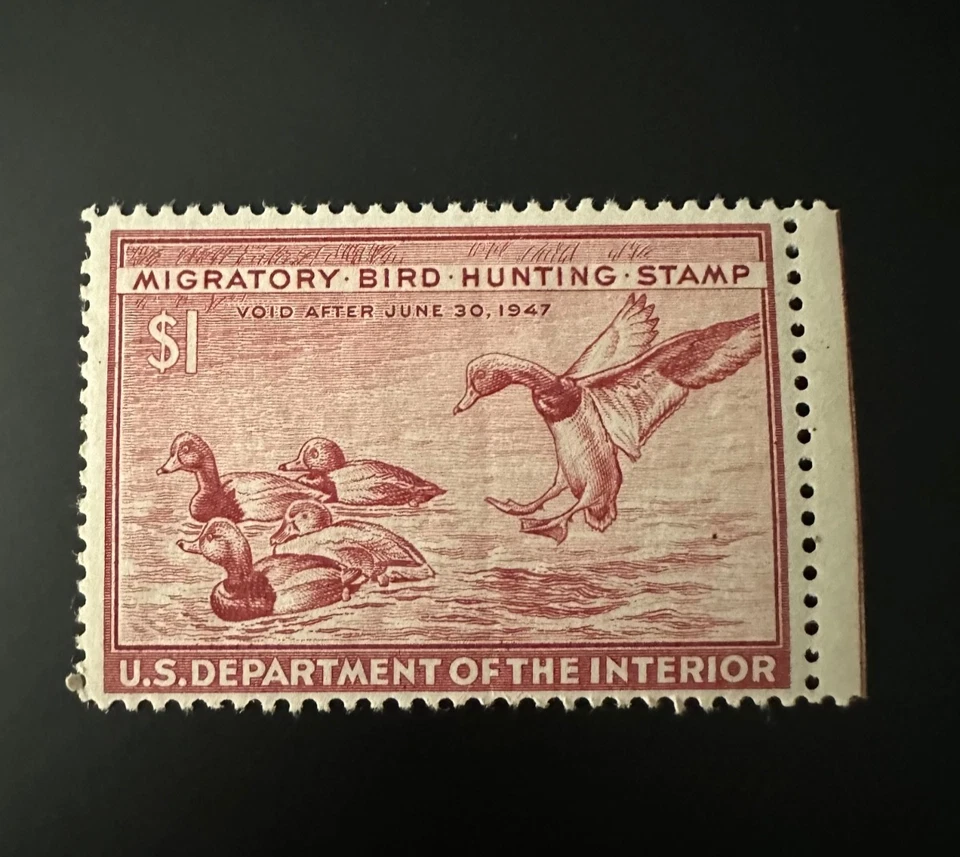 MIGRATORY · BIRD · HUNTING · STAMP
VOID AFTER JUNE 30, 1947
$1
U.S. DEPARTMENT OF THE INTERIOR